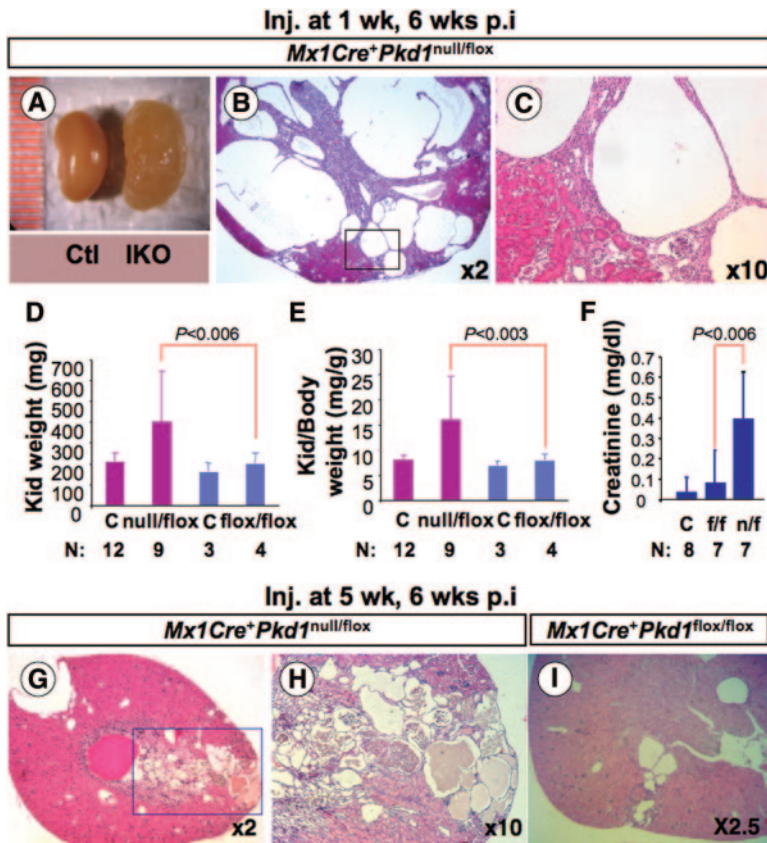 Inj. at 1 wk, 6 wks p.i
Mx1Cre+Pkd1null/flox
A
B
C
Ctl IKO
x2
x10
D
E
F
P<0.006
P<0.003
P<0.006
Kid weight (mg)
700
600
500
400
300
200
100
0
C null/flox C flox/flox
N: 12 9 3 4
Kid/Body
weight (mg/g)
30
25
20
15
10
5
0
C null/flox C flox/flox
N: 12 9 3 4
Creatinine (mg/dl)
0.7
0.6
0.5
0.4
0.3
0.2
0.1
0
C f/f n/f
N: 8 7 7
Inj. at 5 wk, 6 wks p.i
Mx1Cre+Pkd1null/flox
Mx1Cre+Pkd1flox/flox
G
H
I
x2
x10
X2.5